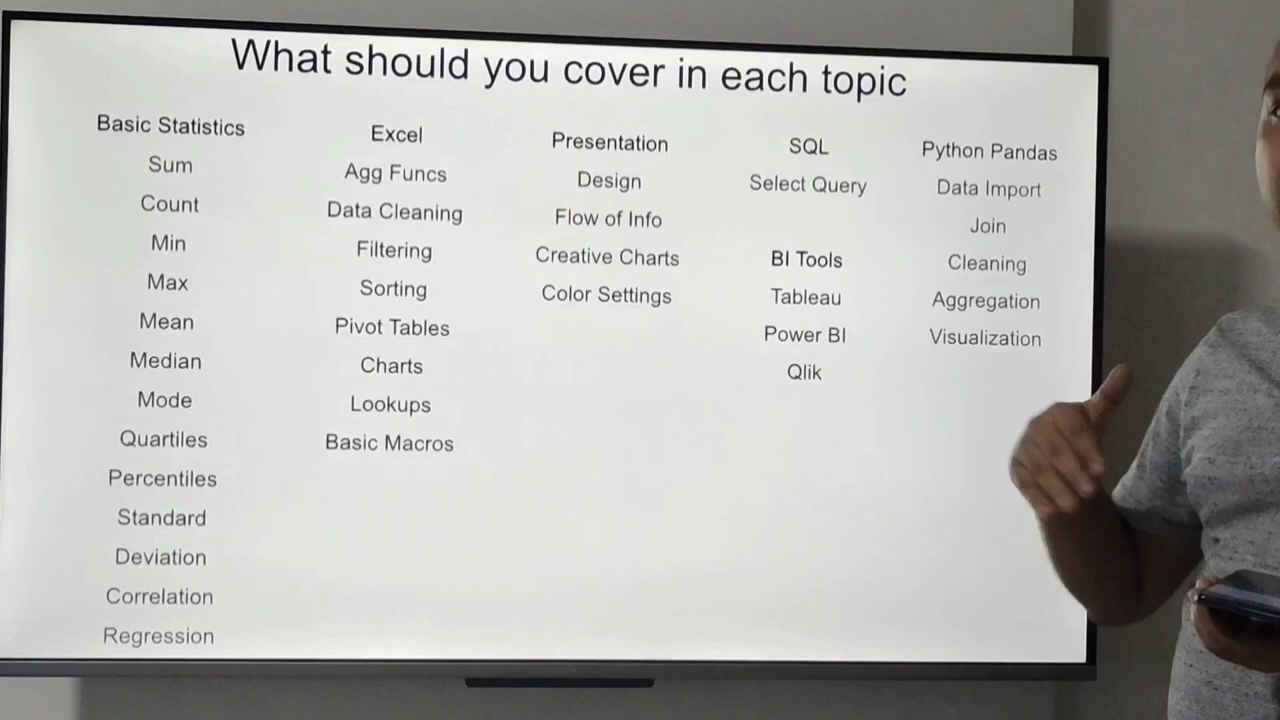 What should you cover in each topic
Basic Statistics
Sum
Count
Min
Max
Mean
Median
Mode
Quartiles
Percentiles
Standard
Deviation
Correlation
Regression
Excel
Agg Funcs
Data Cleaning
Filtering
Sorting
Pivot Tables
Charts
Lookups
Basic Macros
Presentation
Design
Flow of Info
Creative Charts
Color Settings
SQL
Select Query
BI Tools
Tableau
Power BI
Qlik
Python Pandas
Data Import
Join
Cleaning
Aggregation
Visualization